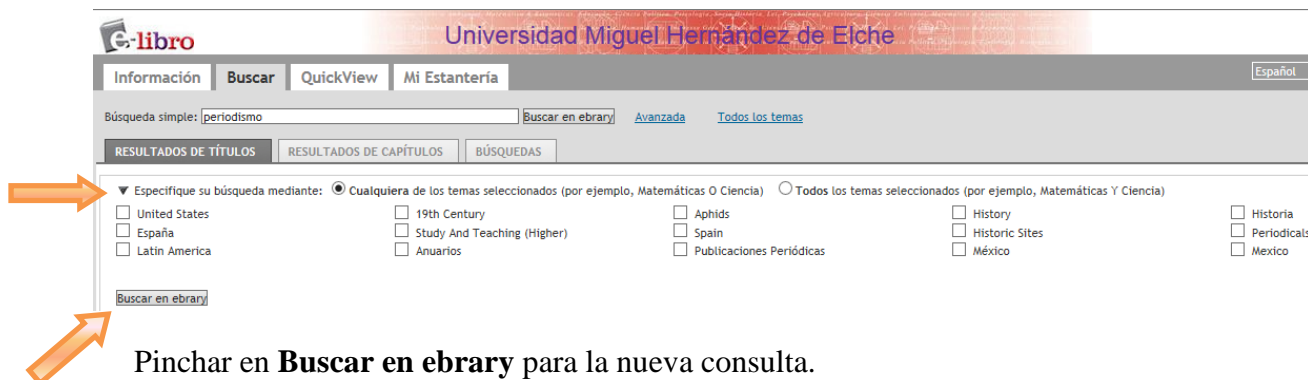 e-libro
Universidad Miguel Hernández de Elche
Información Buscar QuickView Mi Estantería Español
Búsqueda simple: periodismo Buscar en ebrary Avanzada Todos los temas
RESULTADOS DE TÍTULOS RESULTADOS DE CAPÍTULOS BÚSQUEDAS
▼ Especifique su búsqueda mediante: Cualquiera de los temas seleccionados (por ejemplo, Matemáticas O Ciencia) Todos los temas seleccionados (por ejemplo, Matemáticas Y Ciencia)
United States 19th Century Aphids History Historia
España Study And Teaching (Higher) Spain Historic Sites Periodicals
Latin America Anuarios Publicaciones Periódicas México Mexico
Buscar en ebrary
Pinchar en Buscar en ebrary para la nueva consulta.